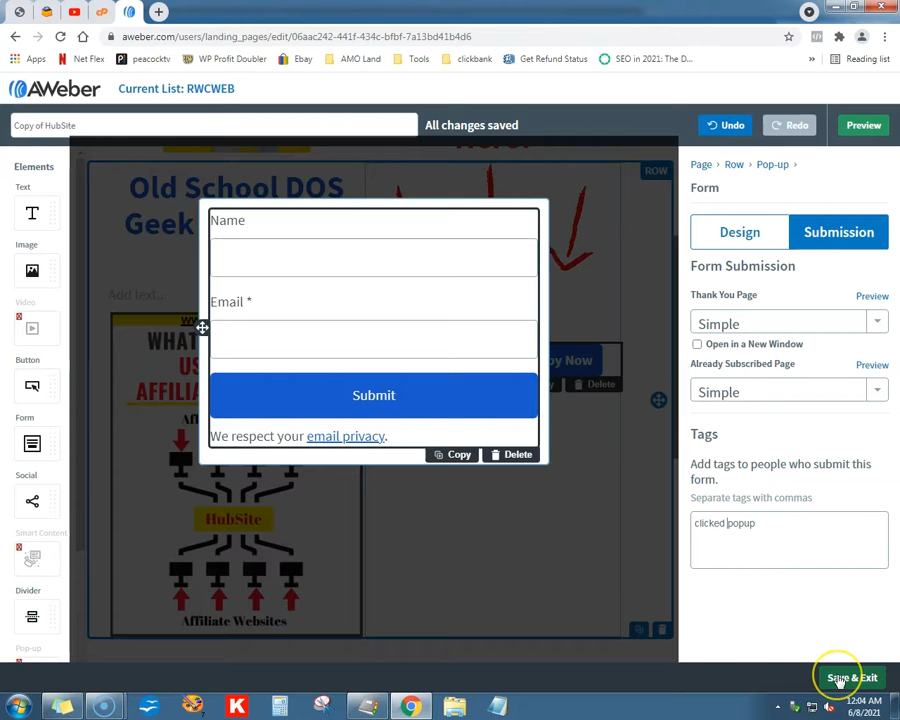 aweber.com/users/landing_pages/edit/06aac242-441f-434c-bfbf-7a13bd41b4d6
Apps
Net Flex
peacocktv
WP Profit Doubler
Ebay
AMO Land
Tools
clickbank
Get Refund Status
SEO in 2021: The D...
»
Reading list
AWeber
Current List: RWCWEB
Copy of HubSite
All changes saved
Undo
Redo
Preview
Elements
Text
Image
Video
Button
Form
Social
Smart Content
Divider
Pop-up
ROW
Old School DOS
Geek
Add text...
Name
Email *
Submit
We respect your email privacy.
Copy
Delete
py Now
Delete
HubSite
Affiliate Websites
Page > Row > Pop-up >
Form
Design
Submission
Form Submission
Thank You Page
Preview
Simple
Open in a New Window
Already Subscribed Page
Preview
Simple
Tags
Add tags to people who submit this
form.
Separate tags with commas
clicked popup
Save & Exit
12:04 AM
6/8/2021